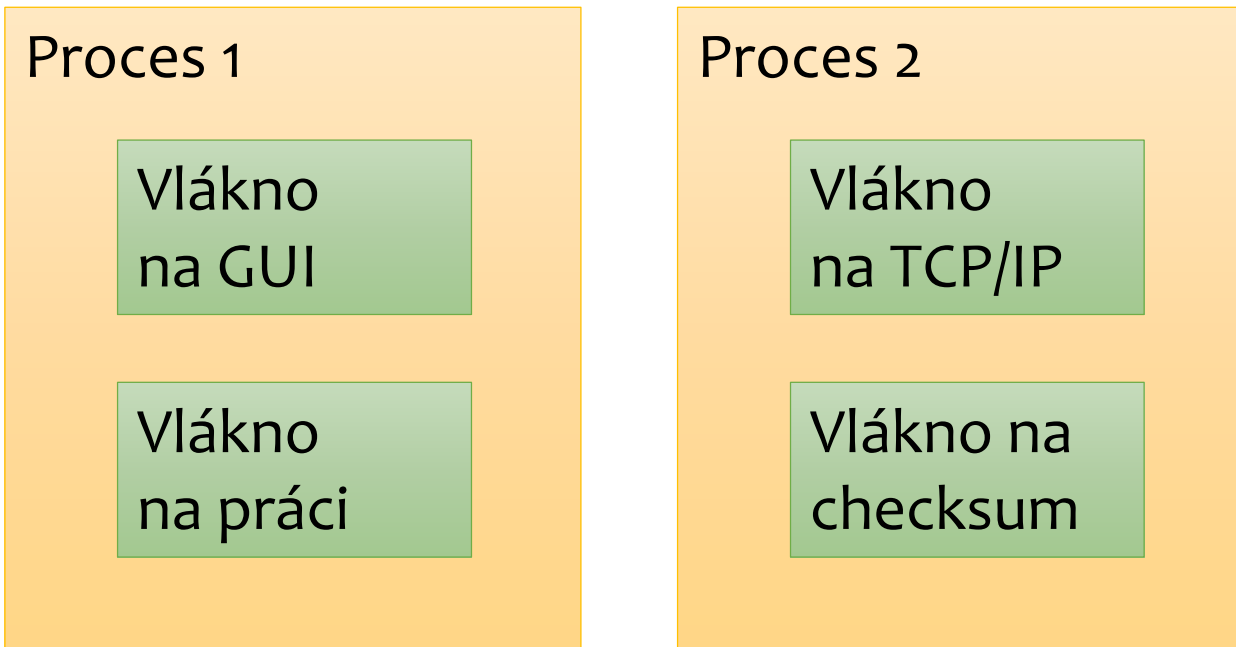 Proces 1
Vlákno
na GUI
Vlákno
na práci
Proces 2
Vlákno
na TCP/IP
Vlákno na
checksum